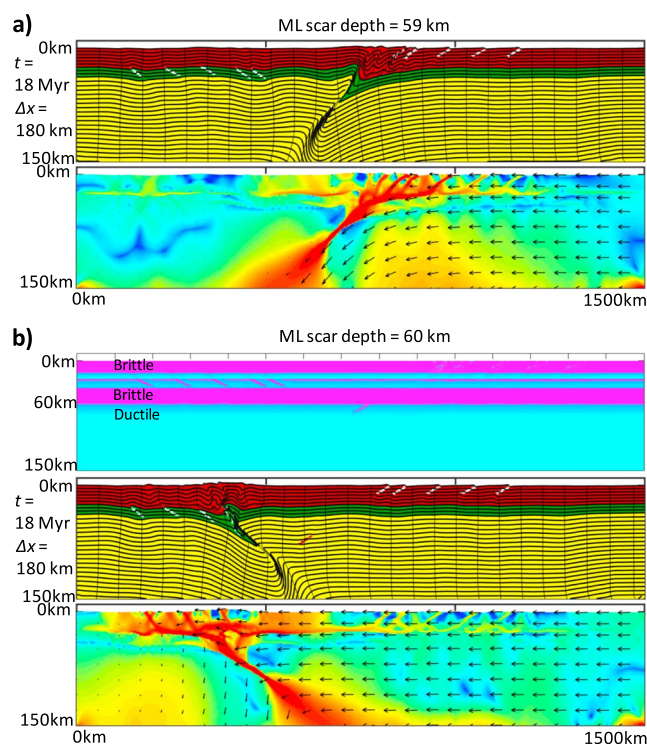 a)
ML scar depth = 59 km
0km
t =
18 Myr
Δx =
180 km
150km
0km
150km
0km
1500km
b)
ML scar depth = 60 km
0km
Brittle
Brittle
60km
Ductile
150km
0km
t =
18 Myr
Δx =
180 km
150km
0km
150km
0km
1500km